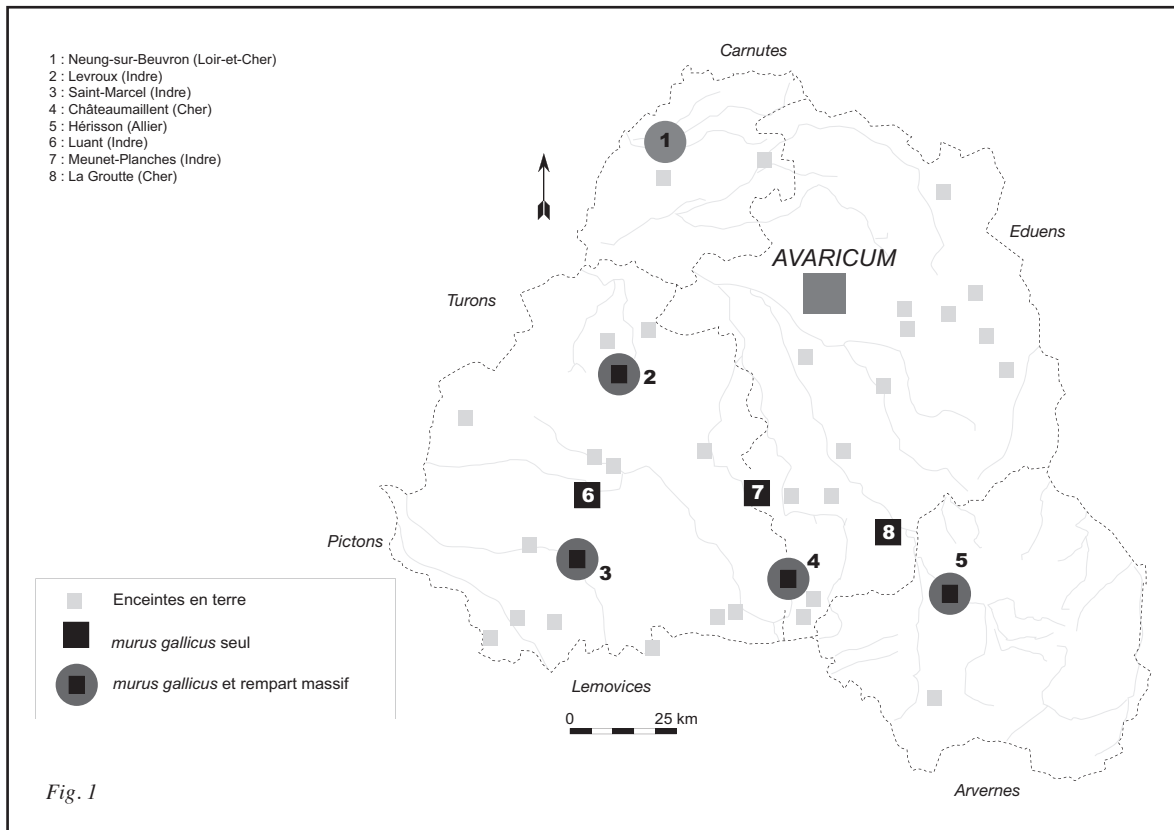 1 : Neung-sur-Beuvron (Loir-et-Cher)
2 : Levroux (Indre)
3 : Saint-Marcel (Indre)
4 : Châteaumaillent (Cher)
5 : Hérisson (Allier)
6 : Luant (Indre)
7 : Meunet-Planches (Indre)
8 : La Groutte (Cher)
Carnutes
1
Eduens
AVARICUM
Turons
2
6
7
8
Pictons
3
4
5
Enceintes en terre
murus gallicus seul
murus gallicus et rempart massif
Lemovices
0 25 km
Arvernes
Fig. 1